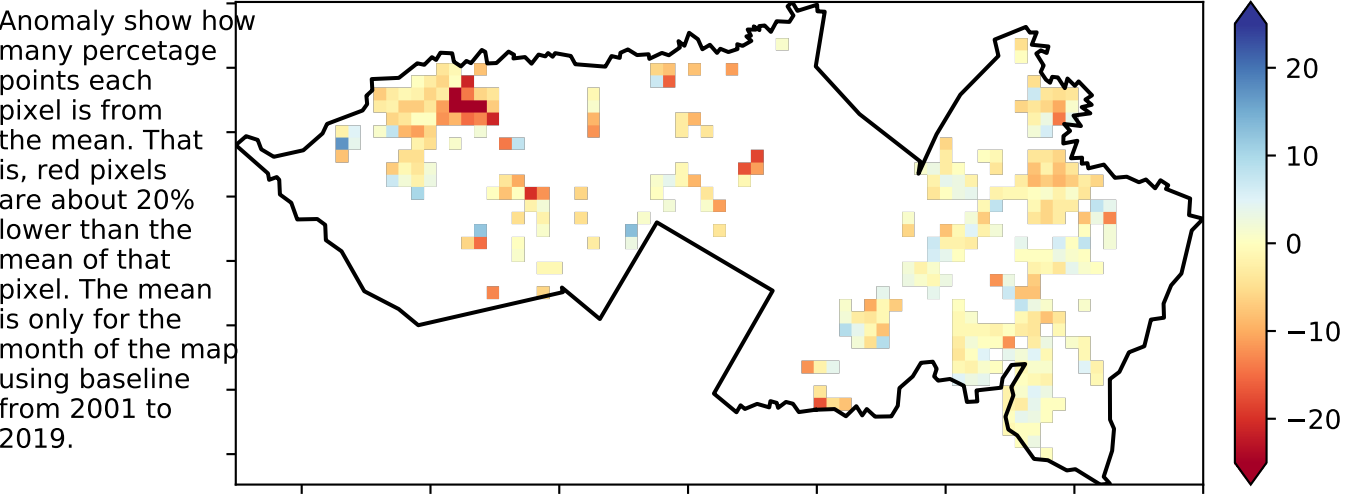 Anomaly show how
many percetage
points each
pixel is from
the mean. That
is, red pixels
are about 20%
lower than the
mean of that
pixel. The mean
is only for the
month of the map
using baseline
from 2001 to
2019.
20
10
0
−10
−20